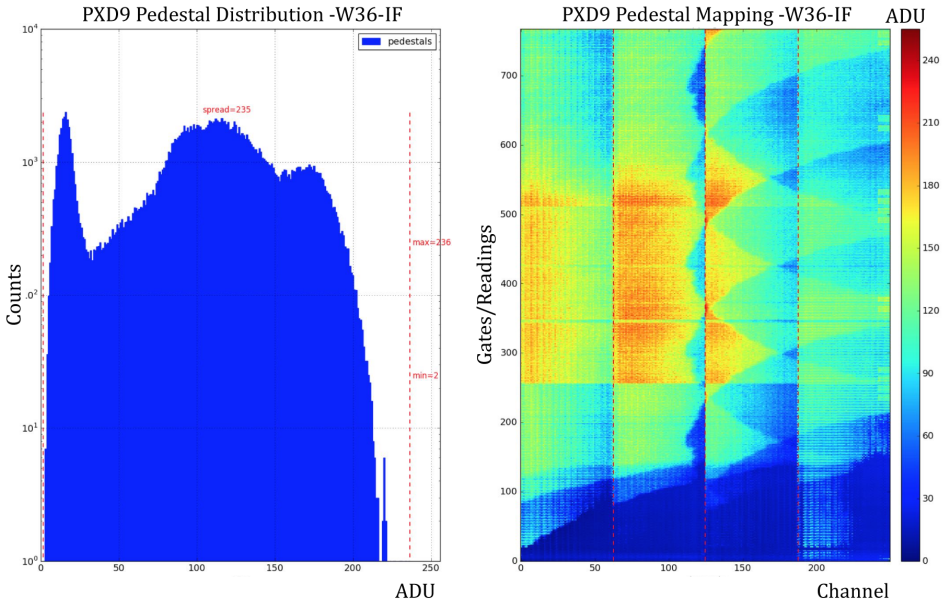 PXD9 Pedestal Distribution -W36-IF
10^4
pedestals
spread=235
10^3
max=236
.0^2
min=2
10^1
10^0
0 50 100 150 200 250
ADU
Counts
PXD9 Pedestal Mapping -W36-IF
ADU
700
600
500
400
300
200
100
0
0 50 100 150 200
Gates/Readings
Channel
240
210
180
150
120
90
60
30
0